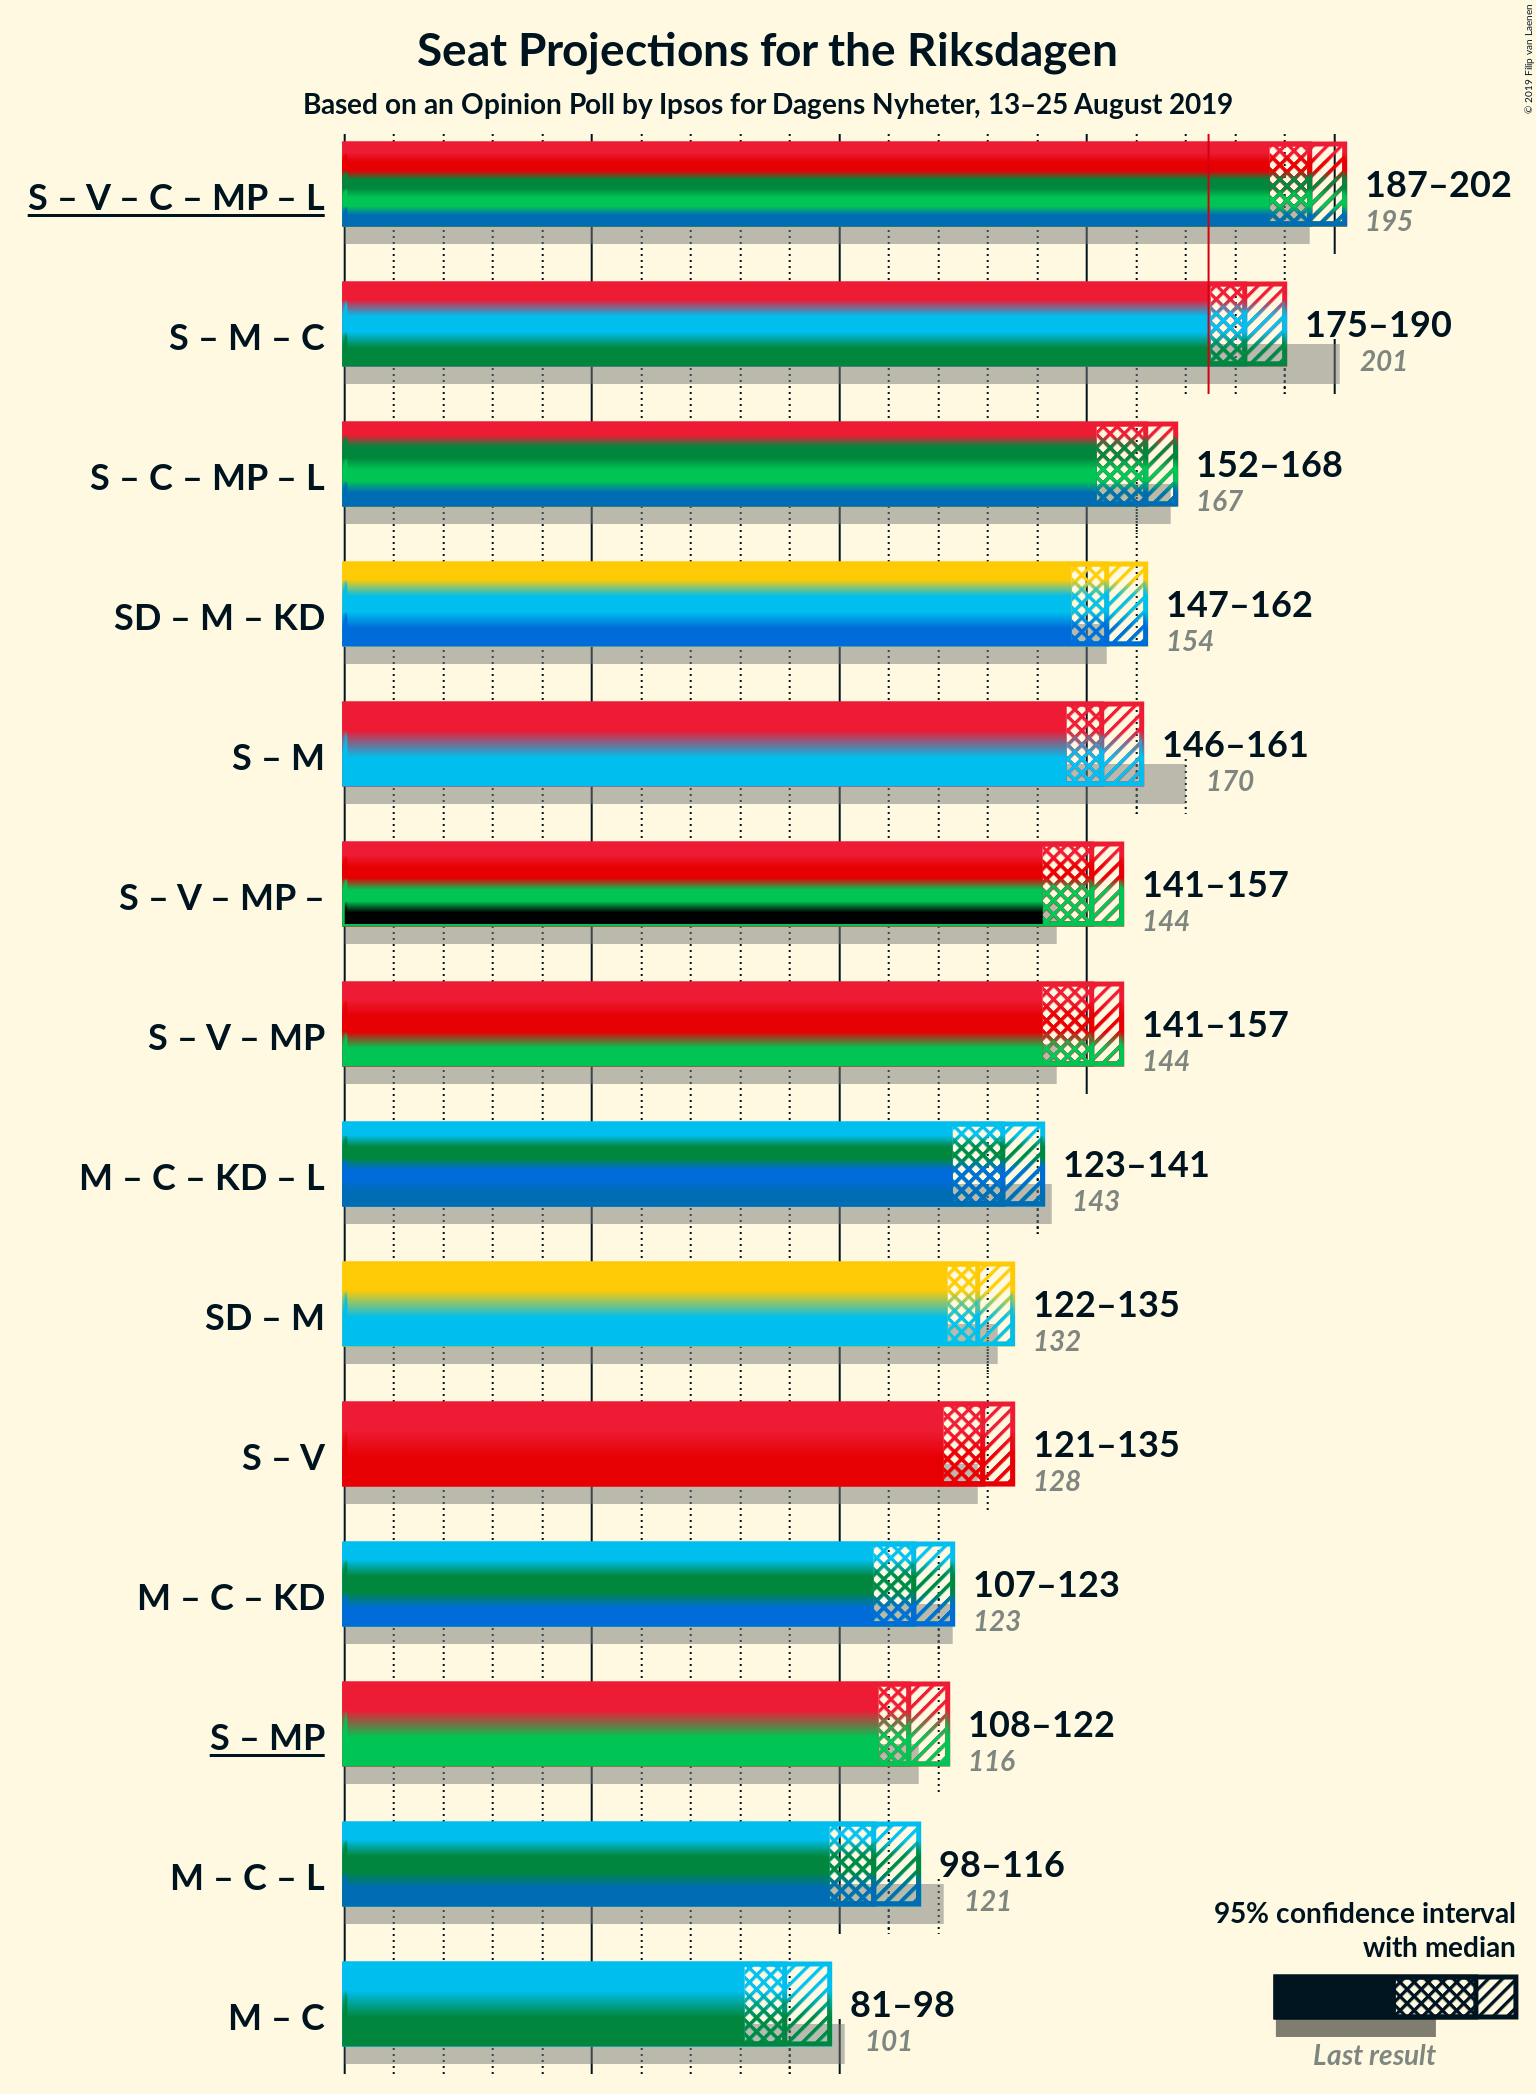 Seat Projections for the Riksdagen
Based on an Opinion Poll by Ipsos for Dagens Nyheter, 13–25 August 2019
© 2019 Filip van Laenen
S – V – C – MP – L
187–202
195
S – M – C
175–190
201
S – C – MP – L
152–168
167
SD – M – KD
147–162
154
S – M
146–161
170
S – V – MP –
141–157
144
S – V – MP
141–157
144
M – C – KD – L
123–141
143
SD – M
122–135
132
S – V
121–135
128
M – C – KD
107–123
123
S – MP
108–122
116
M – C – L
98–116
121
M – C
81–98
101
95% confidence interval
with median
Last result